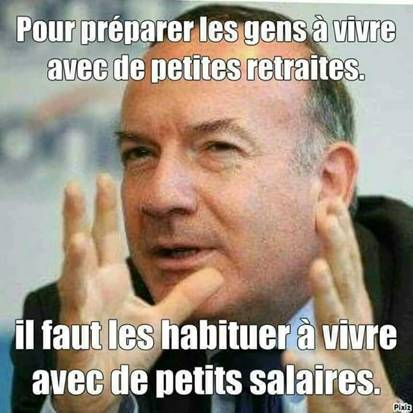 Pour préparer les gens à vivre
avec de petites retraites.
il faut les habituer à vivre
avec de petits salaires.
Pixiz